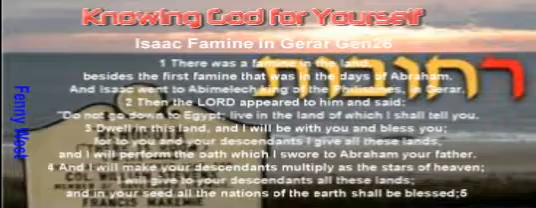 Knowing God for Yourself
Isaac Famine in Gerar Gen26
1 There was a famine in the land,
besides the first famine that was in the days of Abraham.
And Isaac went to Abimelech king of the Philistines, in Gerar.
2 Then the LORD appeared to him and said:
"Do not go down to Egypt; live in the land of which I shall tell you.
3 Dwell in this land, and I will be with you and bless you;
for to you and your descendants I give all these lands,
and I will perform the oath which I swore to Abraham your father.
4 And I will make your descendants multiply as the stars of heaven;
I will give to your descendants all these lands;
and in your seed all the nations of the earth shall be blessed;5
Fenny West